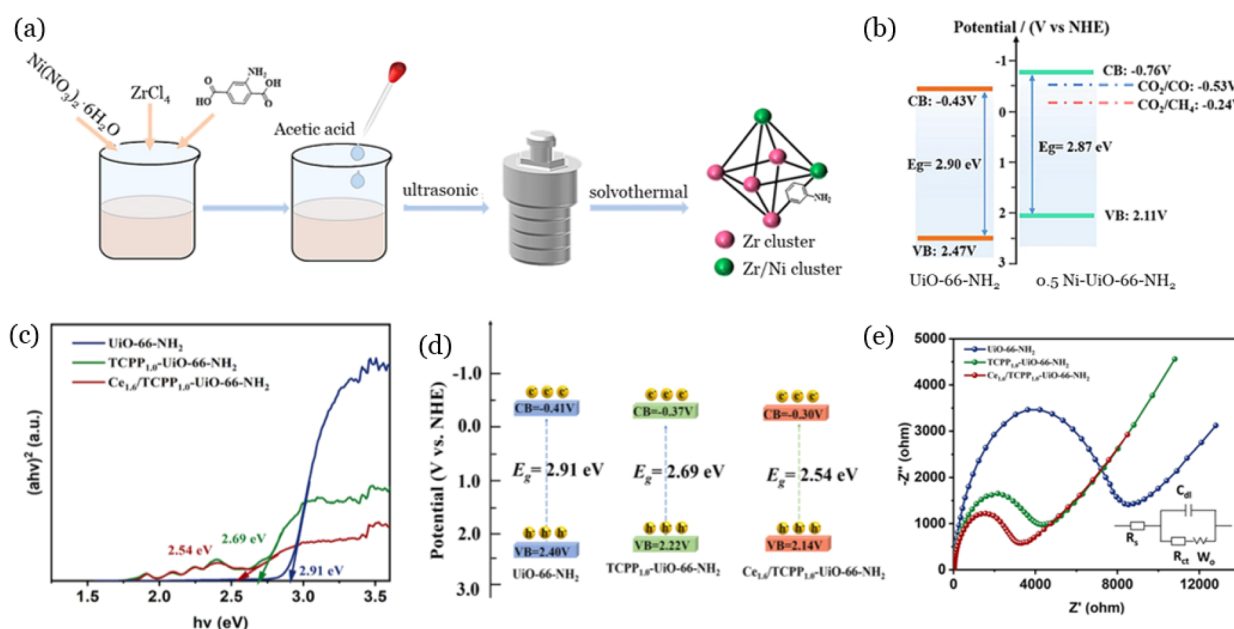 (a)
Ni(NO₃)₂·6H₂O
ZrCl₄
NH₂
O
OH
HO
O
Acetic acid
ultrasonic
solvothermal
NH₂
Zr cluster
Zr/Ni cluster
(b)
Potential / (V vs NHE)
-1
0
1
2
3
CB: -0.43V
Eg= 2.90 eV
VB: 2.47V
UiO-66-NH₂
CB: -0.76V
CO₂/CO: -0.53V
CO₂/CH₄: -0.24V
Eg= 2.87 eV
VB: 2.11V
0.5 Ni-UiO-66-NH₂
(c)
UiO-66-NH₂
TCPP₁.₀-UiO-66-NH₂
Ce₁.₆/TCPP₁.₀-UiO-66-NH₂
(ahv)² (a.u.)
2.54 eV
2.69 eV
2.91 eV
1.5 2.0 2.5 3.0 3.5
hv (eV)
(d)
Potential (V vs. NHE)
-1.0
0.0
1.0
2.0
3.0
e⁻ e⁻ e⁻
CB=-0.41V
Eg= 2.91 eV
h⁺ h⁺ h⁺
VB=2.40V
UiO-66-NH₂
e⁻ e⁻ e⁻
CB=-0.37V
Eg= 2.69 eV
h⁺ h⁺ h⁺
VB=2.22V
TCPP₁.₀-UiO-66-NH₂
e⁻ e⁻ e⁻
CB=-0.30V
Eg= 2.54 eV
h⁺ h⁺ h⁺
VB=2.14V
Ce₁.₆/TCPP₁.₀-UiO-66-NH₂
(e)
UiO-66-NH₂
TCPP₁.₀-UiO-66-NH₂
Ce₁.₆/TCPP₁.₀-UiO-66-NH₂
-Z'' (ohm)
5000
4000
3000
2000
1000
0
0 4000 8000 12000
Z' (ohm)
Cdl
Rs
Rct
Wo